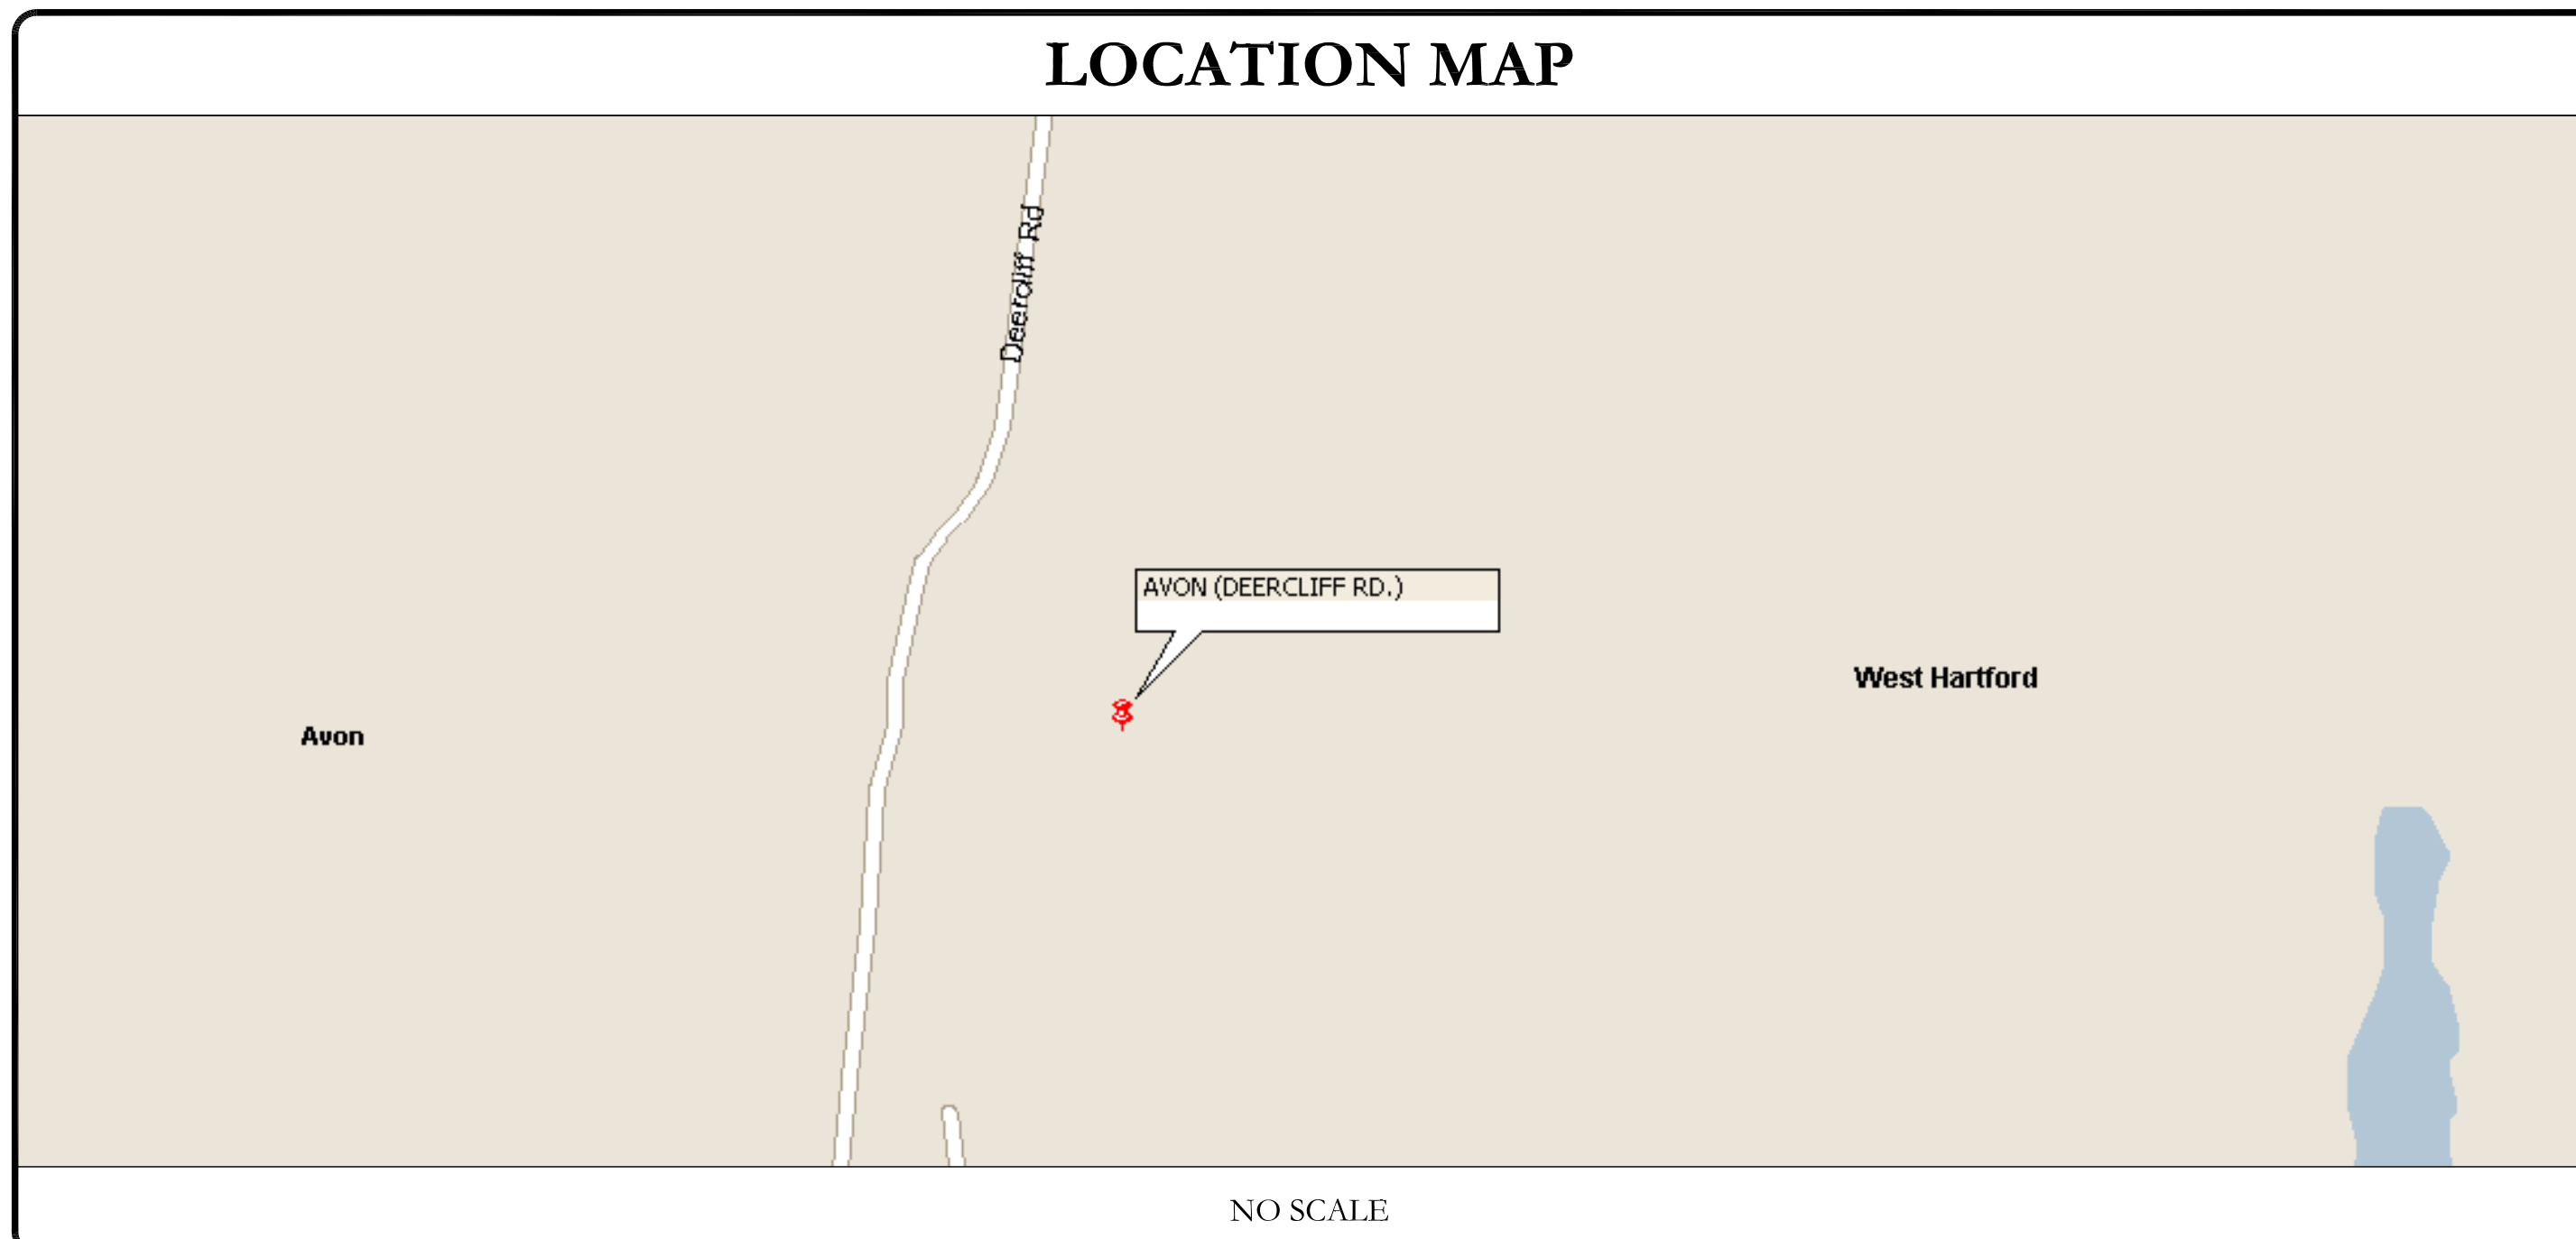 LOCATION MAP
Deercliff Rd
AVON (DEERCLIFF RD.)
West Hartford
Avon
NO SCALE